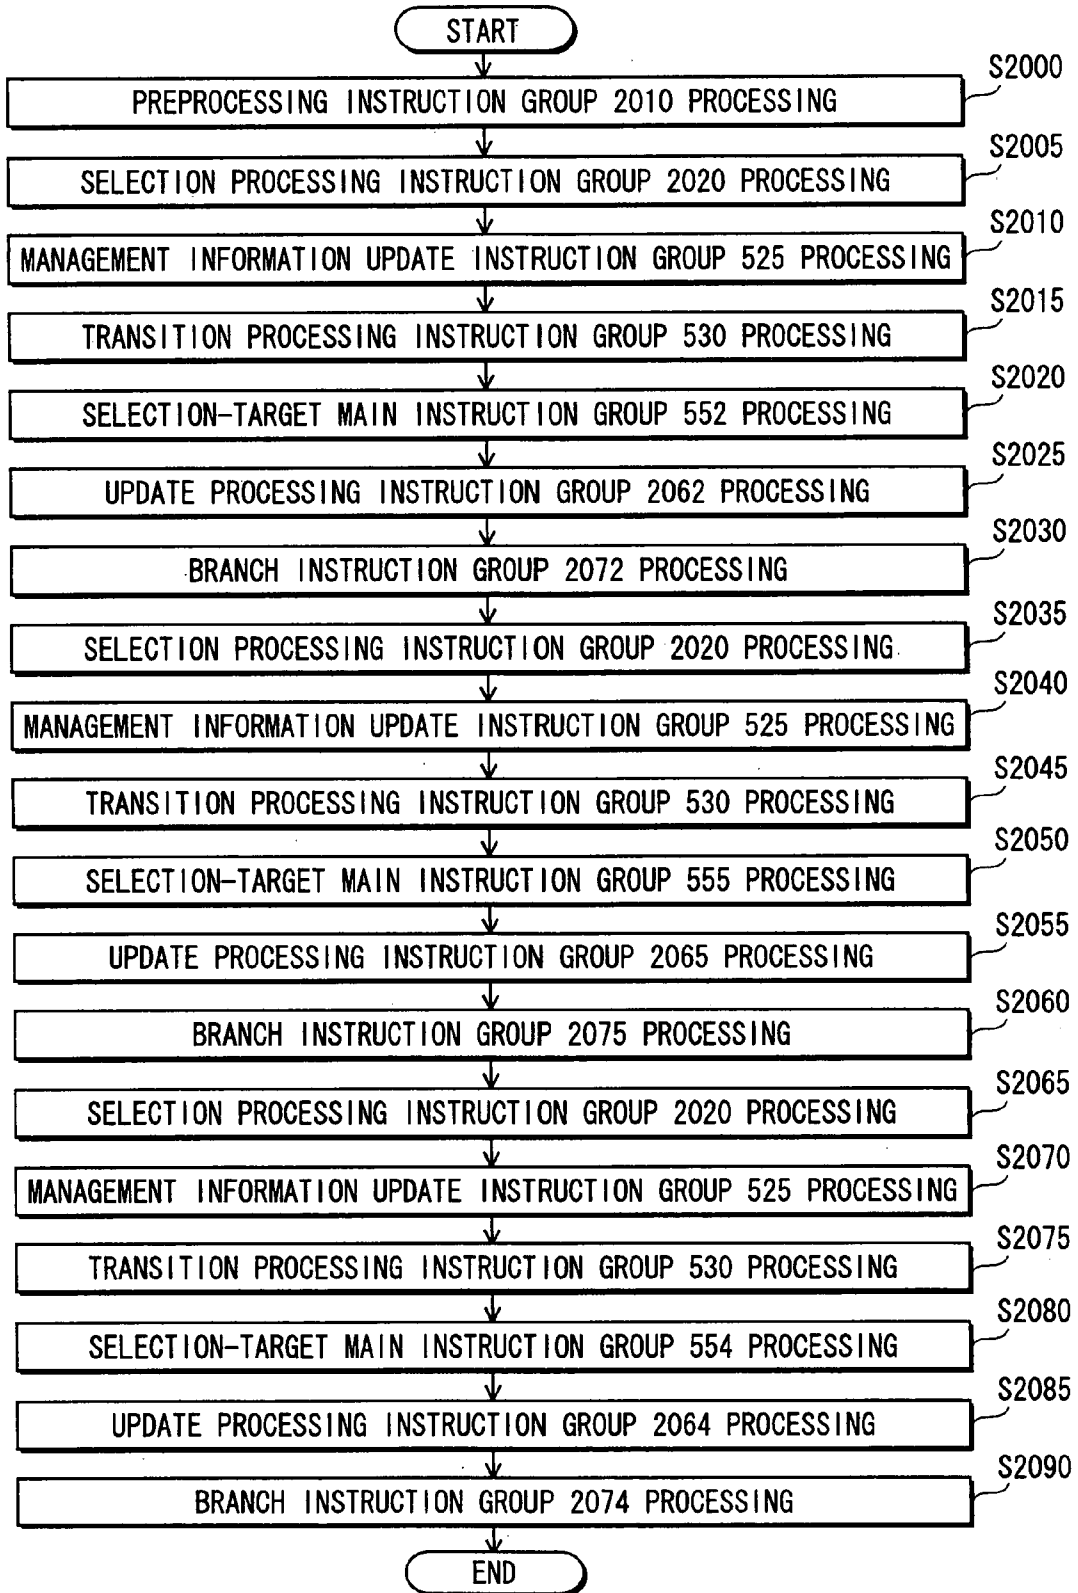 START
S2000
PREPROCESSING INSTRUCTION GROUP 2010 PROCESSING
S2005
SELECTION PROCESSING INSTRUCTION GROUP 2020 PROCESSING
S2010
MANAGEMENT INFORMATION UPDATE INSTRUCTION GROUP 525 PROCESSING
S2015
TRANSITION PROCESSING INSTRUCTION GROUP 530 PROCESSING
S2020
SELECTION-TARGET MAIN INSTRUCTION GROUP 552 PROCESSING
S2025
UPDATE PROCESSING INSTRUCTION GROUP 2062 PROCESSING
S2030
BRANCH INSTRUCTION GROUP 2072 PROCESSING
S2035
SELECTION PROCESSING INSTRUCTION GROUP 2020 PROCESSING
S2040
MANAGEMENT INFORMATION UPDATE INSTRUCTION GROUP 525 PROCESSING
S2045
TRANSITION PROCESSING INSTRUCTION GROUP 530 PROCESSING
S2050
SELECTION-TARGET MAIN INSTRUCTION GROUP 555 PROCESSING
S2055
UPDATE PROCESSING INSTRUCTION GROUP 2065 PROCESSING
S2060
BRANCH INSTRUCTION GROUP 2075 PROCESSING
S2065
SELECTION PROCESSING INSTRUCTION GROUP 2020 PROCESSING
S2070
MANAGEMENT INFORMATION UPDATE INSTRUCTION GROUP 525 PROCESSING
S2075
TRANSITION PROCESSING INSTRUCTION GROUP 530 PROCESSING
S2080
SELECTION-TARGET MAIN INSTRUCTION GROUP 554 PROCESSING
S2085
UPDATE PROCESSING INSTRUCTION GROUP 2064 PROCESSING
S2090
BRANCH INSTRUCTION GROUP 2074 PROCESSING
END